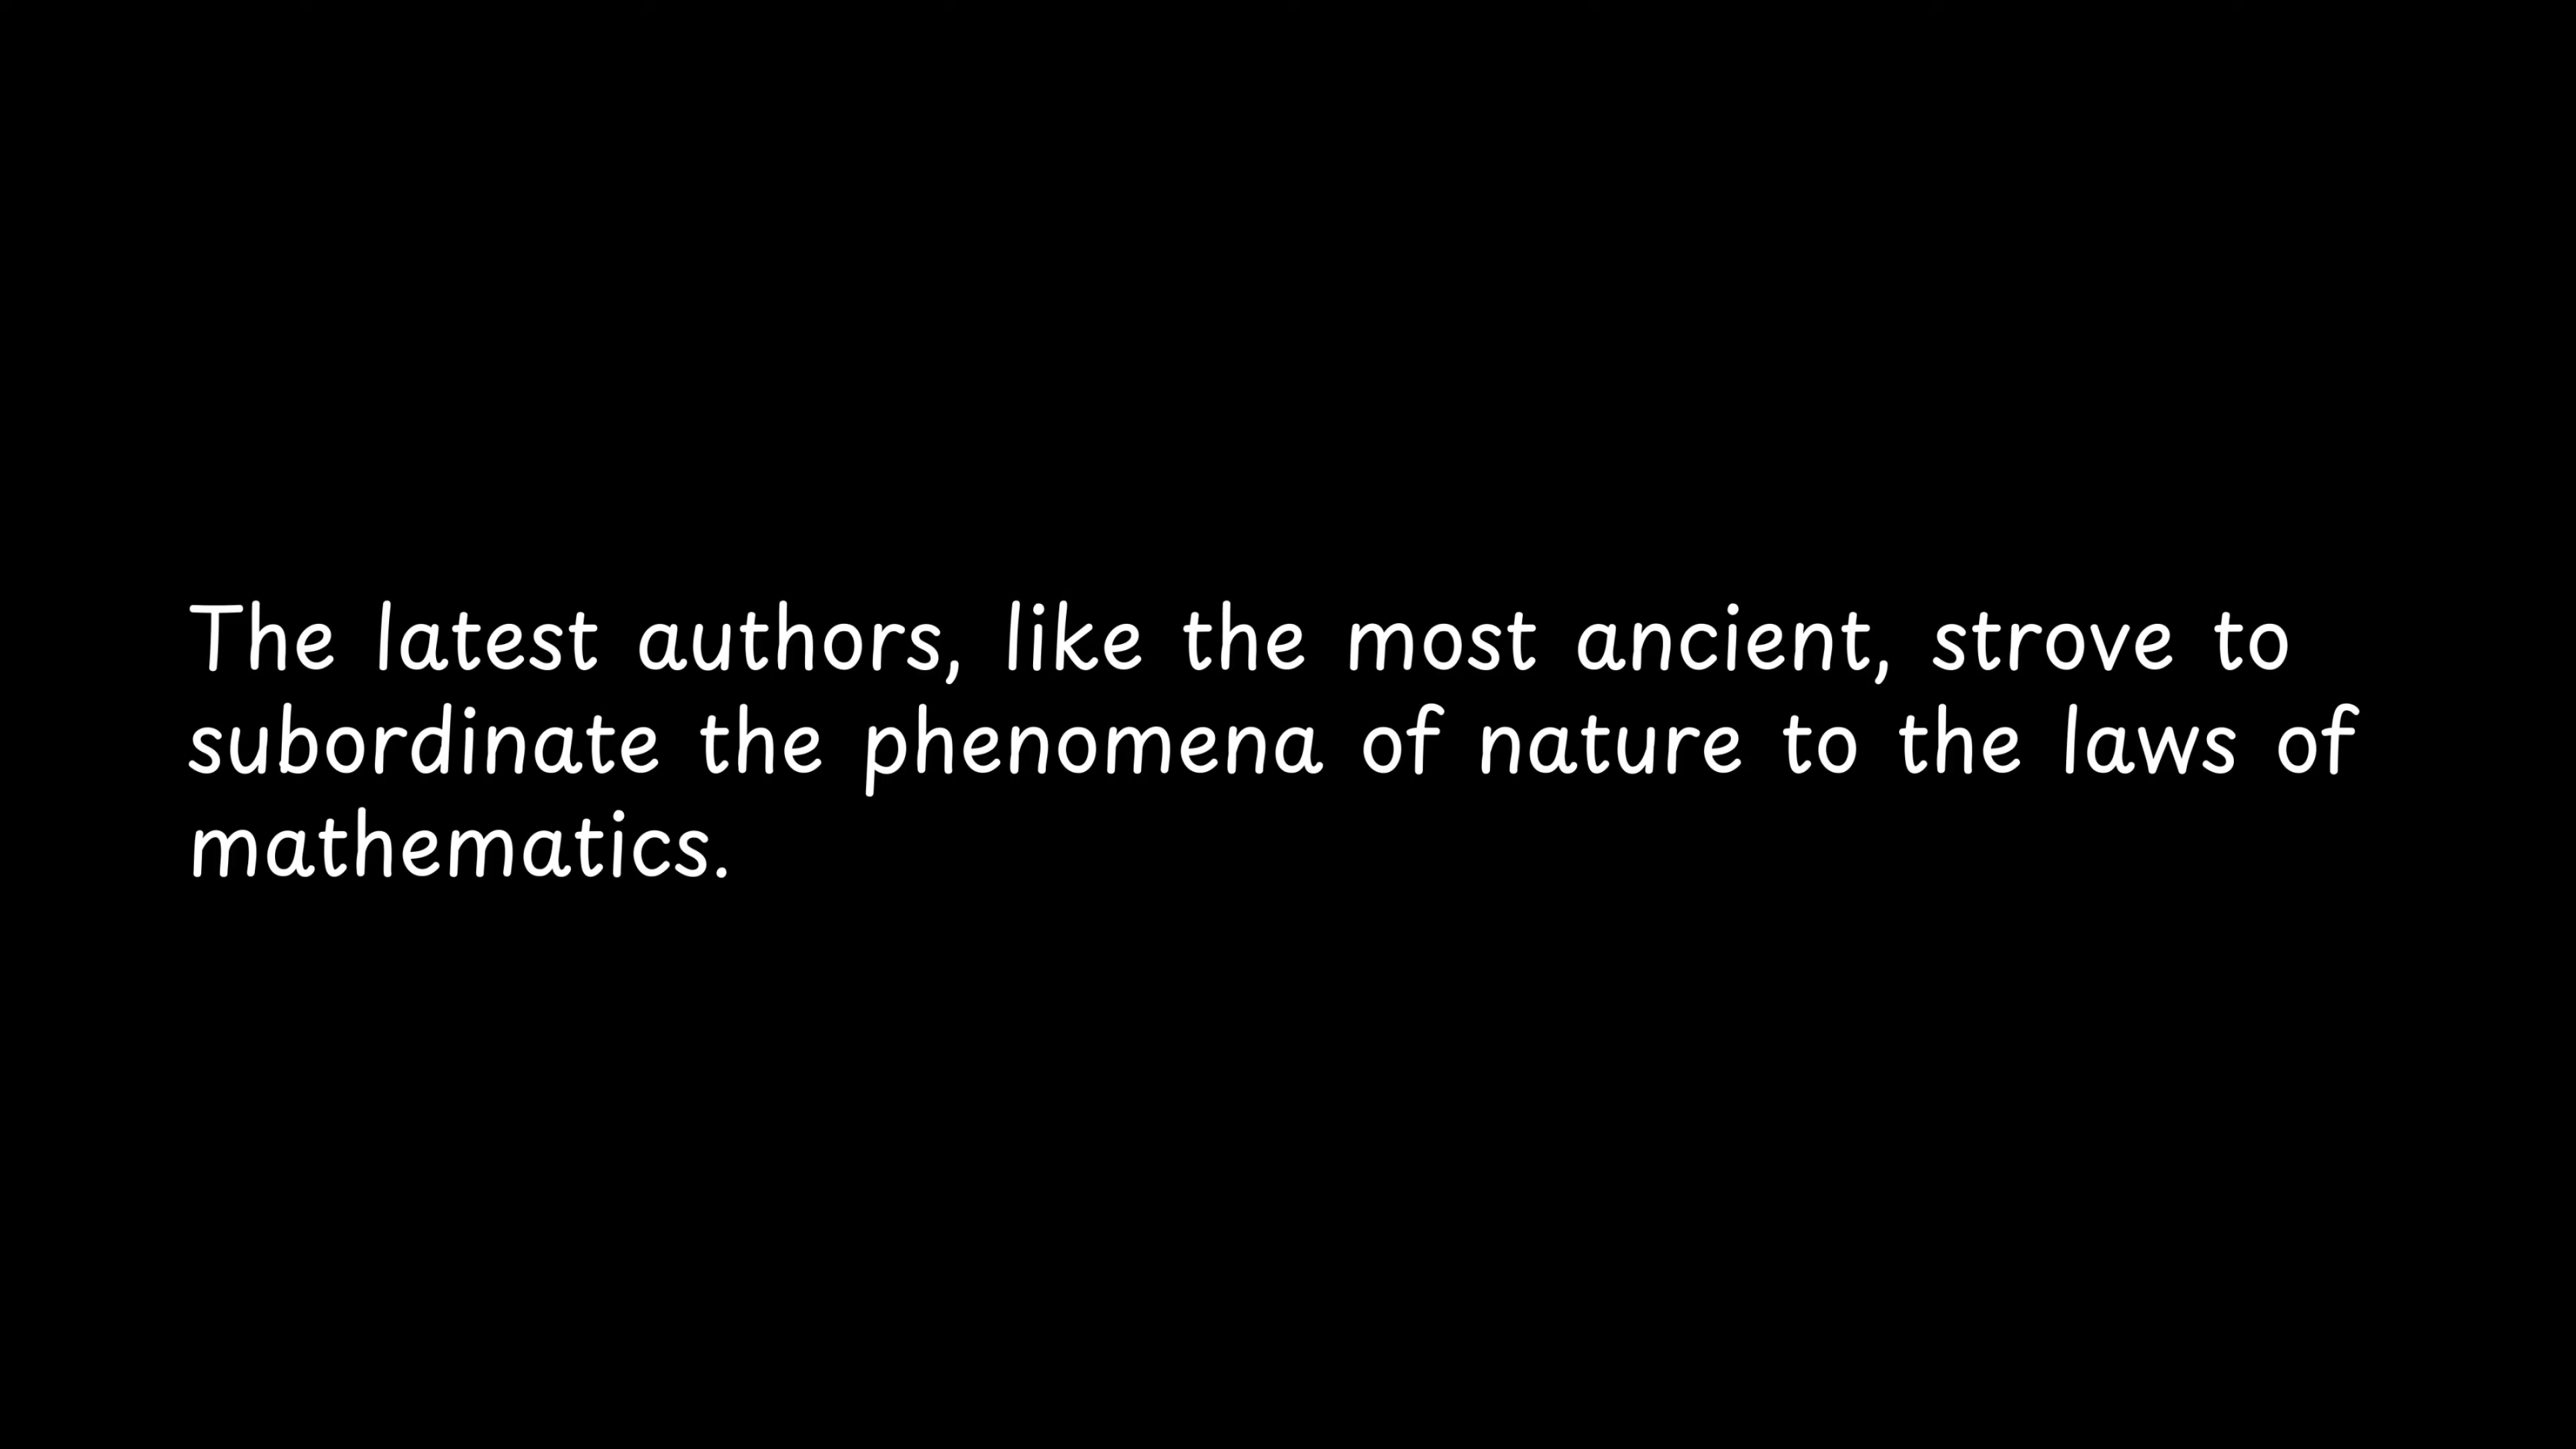 The latest authors, like the most ancient, strove to
subordinate the phenomena of nature to the laws of
mathematics.